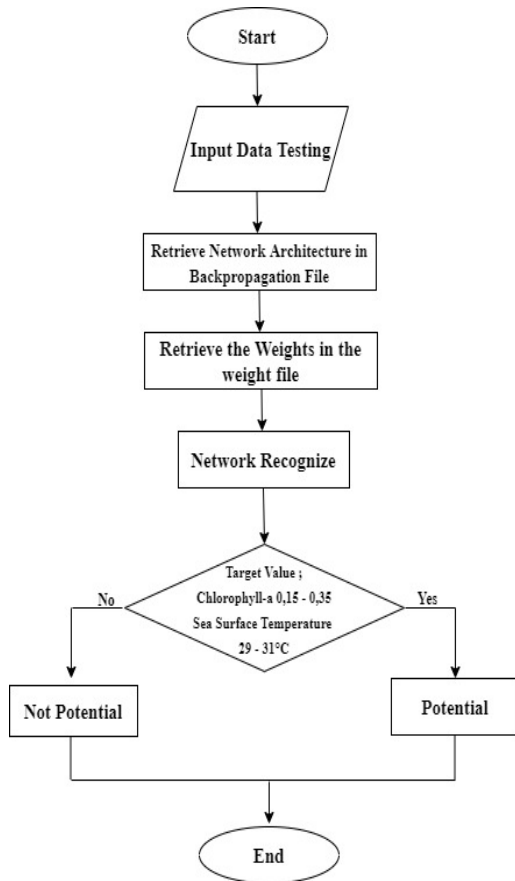 Start
Input Data Testing
Retrieve Network Architecture in
Backpropagation File
Retrieve the Weights in the
weight file
Network Recognize
Target Value ;
Chlorophyll-a 0,15 - 0,35
Sea Surface Temperature
29 - 31°C
No
Yes
Not Potential
Potential
End